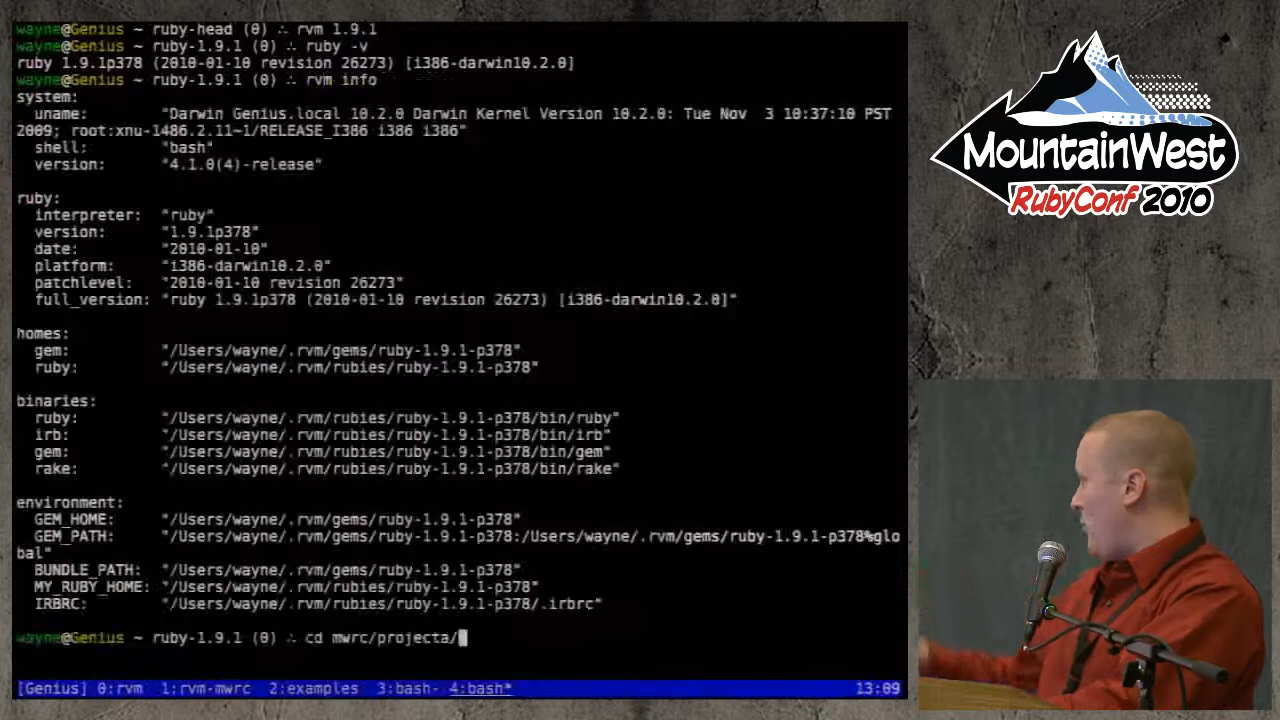 wayne@Genius ~ ruby-head (0) ∴ rvm 1.9.1
wayne@Genius ~ ruby-1.9.1 (0) ∴ ruby -v
ruby 1.9.1p378 (2010-01-10 revision 26273) [i386-darwin10.2.0]
wayne@Genius ~ ruby-1.9.1 (0) ∴ rvm info
system:
uname: "Darwin Genius.local 10.2.0 Darwin Kernel Version 10.2.0: Tue Nov 3 10:37:10 PST
2009; root:xnu-1486.2.11~1/RELEASE_I386 i386 i386"
shell: "bash"
version: "4.1.0(4)-release"
ruby:
interpreter: "ruby"
version: "1.9.1p378"
date: "2010-01-10"
platform: "i386-darwin10.2.0"
patchlevel: "2010-01-10 revision 26273"
full_version: "ruby 1.9.1p378 (2010-01-10 revision 26273) [i386-darwin10.2.0]"
homes:
gem: "/Users/wayne/.rvm/gems/ruby-1.9.1-p378"
ruby: "/Users/wayne/.rvm/rubies/ruby-1.9.1-p378"
binaries:
ruby: "/Users/wayne/.rvm/rubies/ruby-1.9.1-p378/bin/ruby"
irb: "/Users/wayne/.rvm/rubies/ruby-1.9.1-p378/bin/irb"
gem: "/Users/wayne/.rvm/rubies/ruby-1.9.1-p378/bin/gem"
rake: "/Users/wayne/.rvm/rubies/ruby-1.9.1-p378/bin/rake"
environment:
GEM_HOME: "/Users/wayne/.rvm/gems/ruby-1.9.1-p378"
GEM_PATH: "/Users/wayne/.rvm/gems/ruby-1.9.1-p378:/Users/wayne/.rvm/gems/ruby-1.9.1-p378%glo
bal"
BUNDLE_PATH: "/Users/wayne/.rvm/gems/ruby-1.9.1-p378"
MY_RUBY_HOME: "/Users/wayne/.rvm/rubies/ruby-1.9.1-p378"
IRBRC: "/Users/wayne/.rvm/rubies/ruby-1.9.1-p378/.irbrc"
wayne@Genius ~ ruby-1.9.1 (0) ∴ cd mwrc/projecta/
[Genius] 0:rvm 1:rvm-mwrc 2:examples 3:bash- 4:bash* 13:09
MountainWest
RubyConf 2010